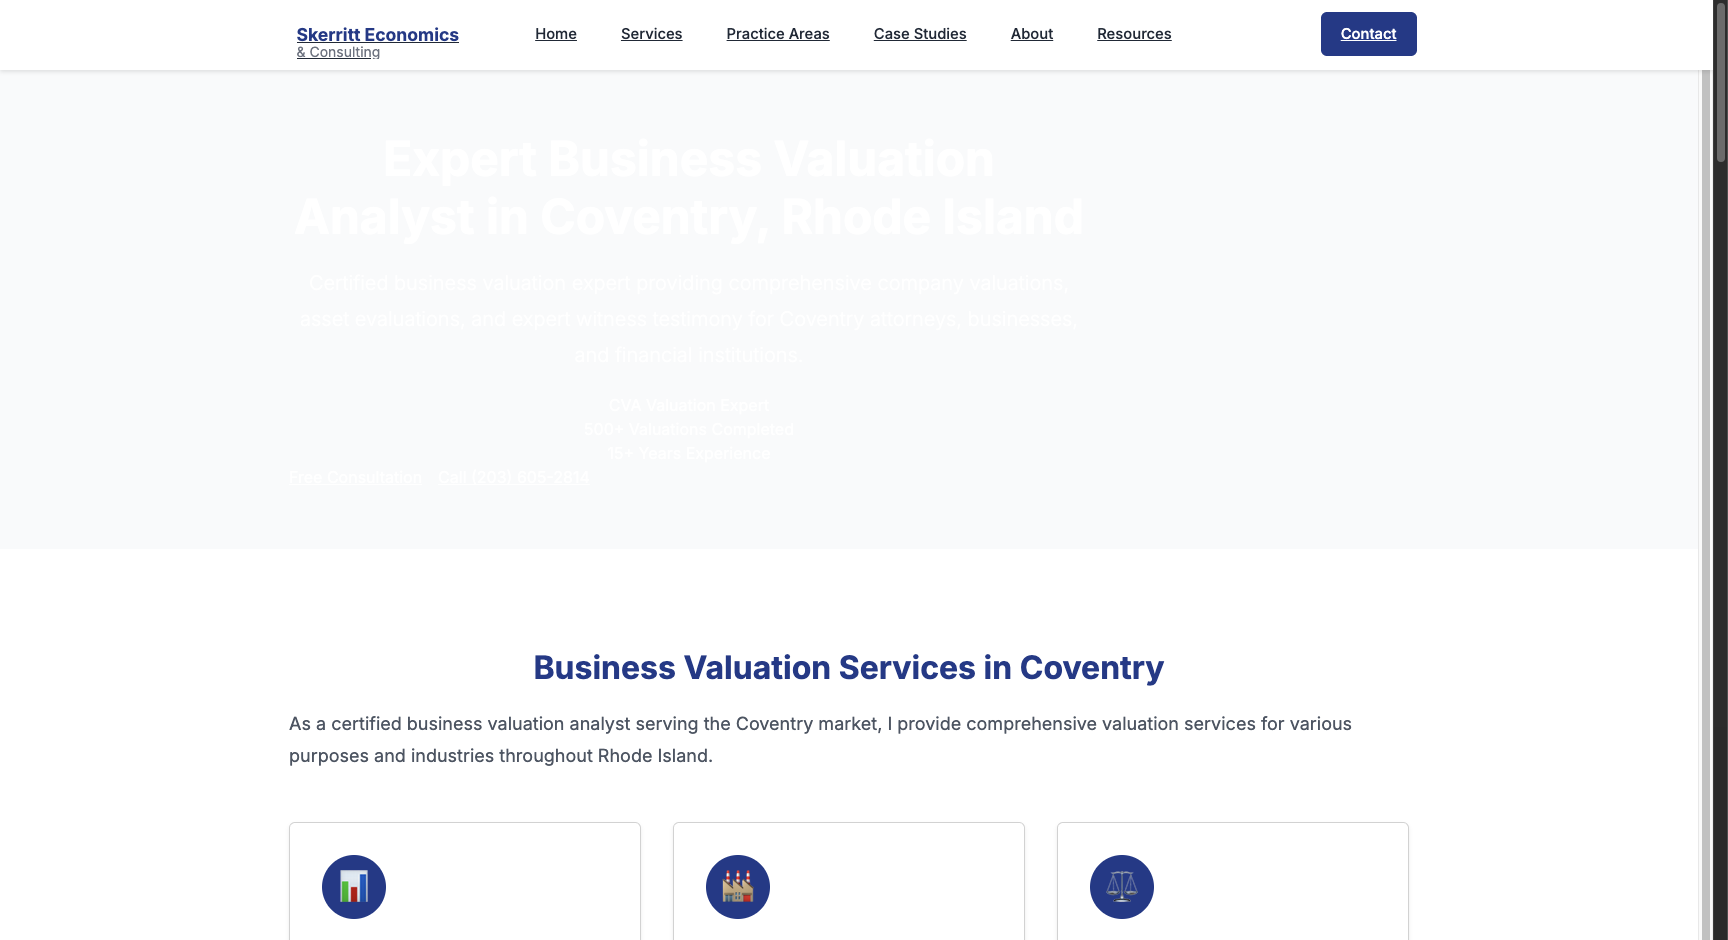 Skerritt Economics
& Consulting
Home
Services
Practice Areas
Case Studies
About
Resources
Contact
Expert Business Valuation
Analyst in Coventry, Rhode Island
Certified business valuation expert providing comprehensive company valuations,
asset evaluations, and expert witness testimony for Coventry attorneys, businesses,
and financial institutions.
CVA Valuation Expert
500+ Valuations Completed
15+ Years Experience
Free Consultation
Call (203) 605-2814
Business Valuation Services in Coventry
As a certified business valuation analyst serving the Coventry market, I provide comprehensive valuation services for various
purposes and industries throughout Rhode Island.